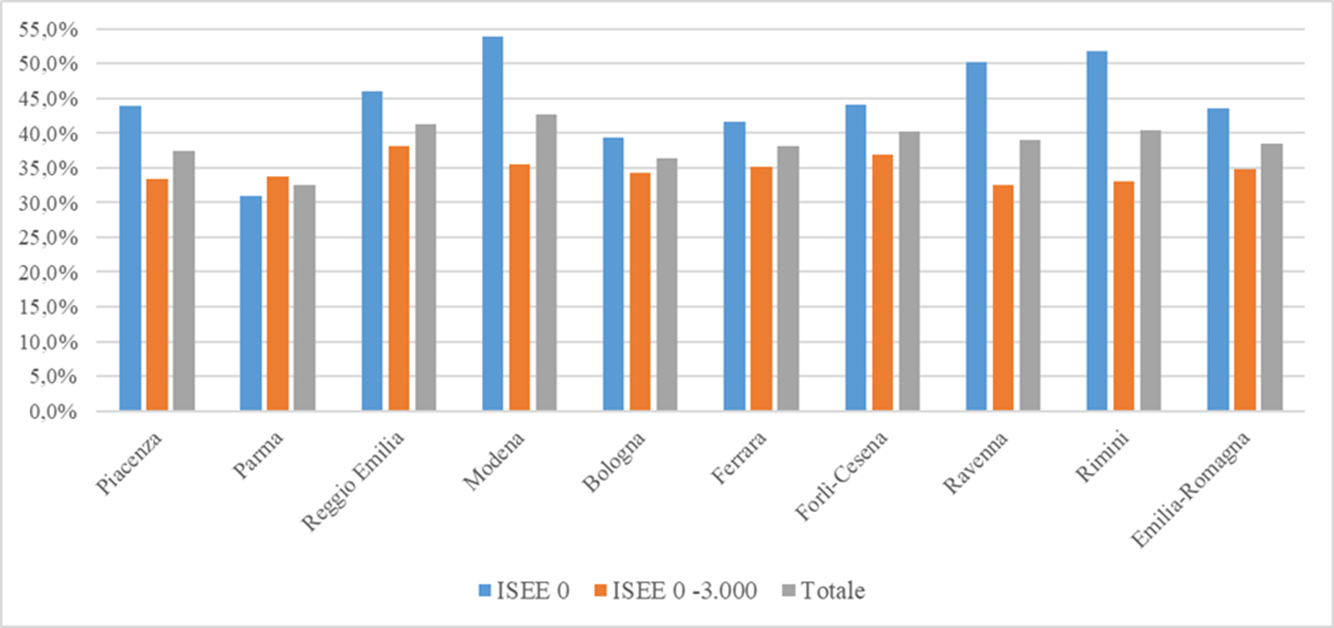 55,0%
50,0%
45,0%
40,0%
35,0%
30,0%
25,0%
20,0%
15,0%
10,0%
5,0%
0,0%
Piacenza
Parma
Reggio Emilia
Modena
Bologna
Ferrara
Forlì-Cesena
Ravenna
Rimini
Emilia-Romagna
ISEE 0
ISEE 0 -3.000
Totale